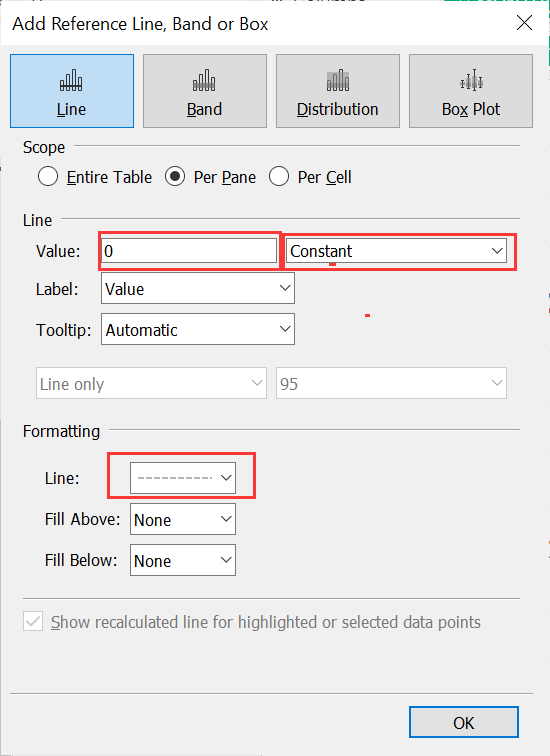 Add Reference Line, Band or Box
Line Band Distribution Box Plot
Scope
Entire Table Per Pane Per Cell
Line
Value: 0 Constant
Label: Value
Tooltip: Automatic
Line only 95
Formatting
Line:
Fill Above: None
Fill Below: None
Show recalculated line for highlighted or selected data points
OK